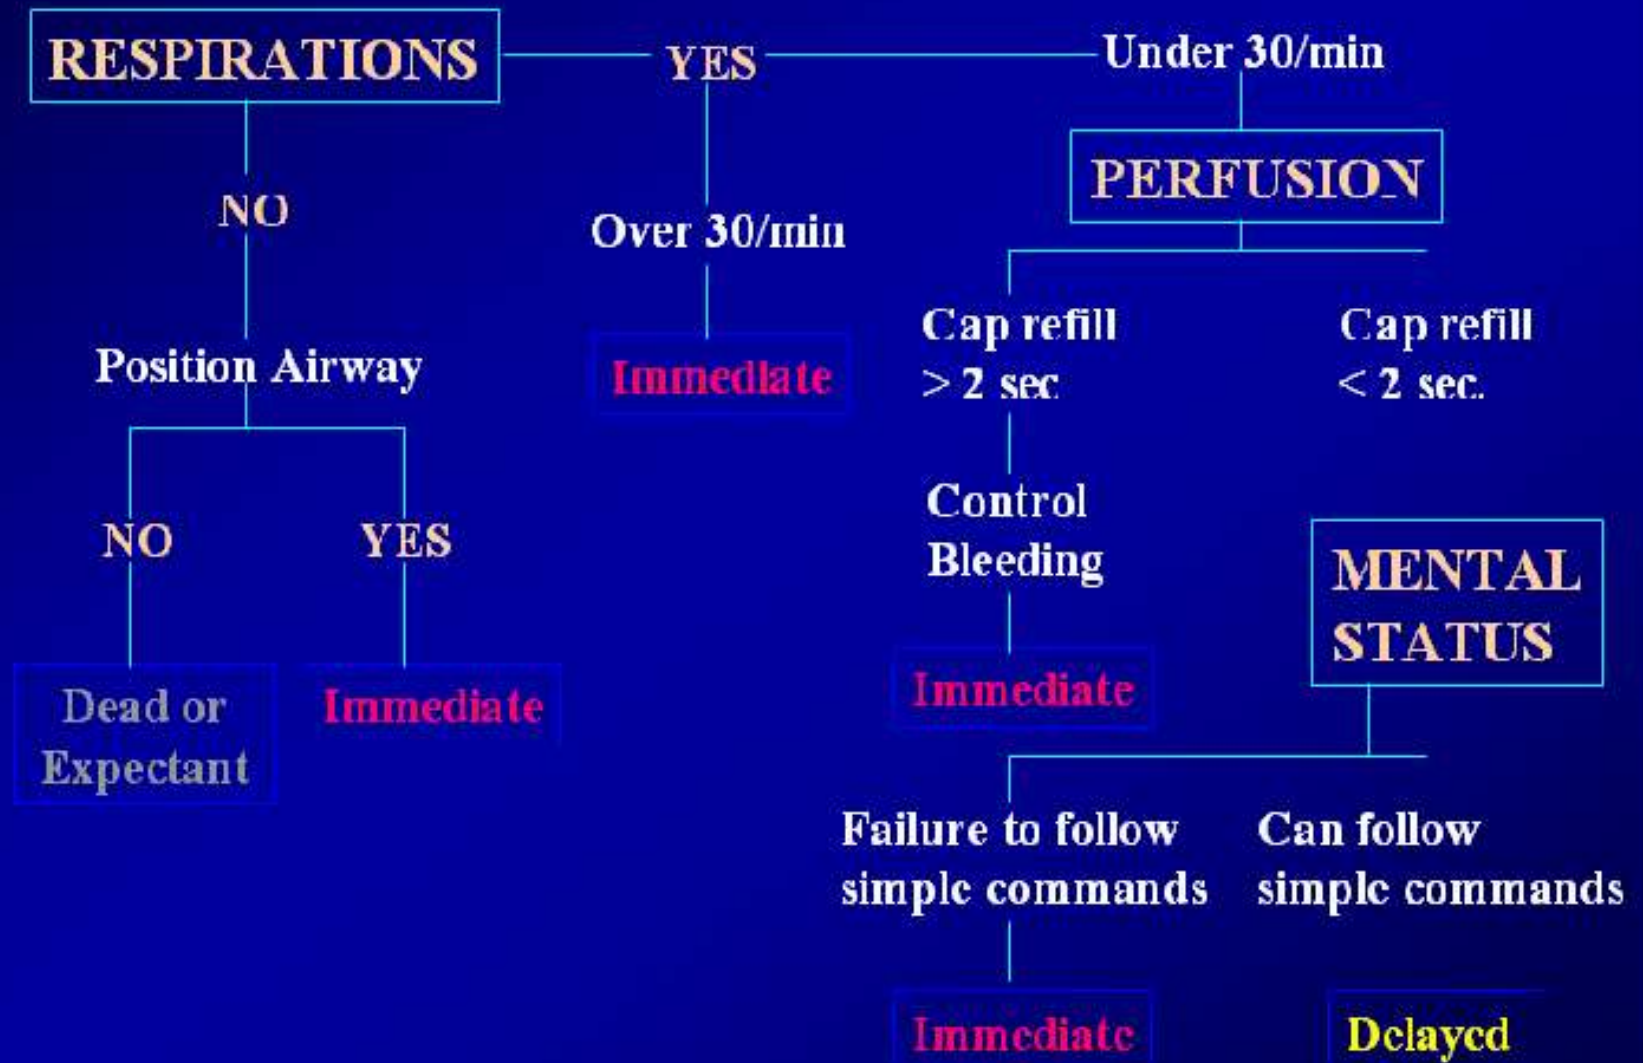 RESPIRATIONS
YES
Under 30/min
PERFUSION
NO
Over 30/min
Cap refill
> 2 sec
Cap refill
< 2 sec.
Position Airway
Immediate
Control
Bleeding
NO
YES
MENTAL
STATUS
Dead or
Expectant
Immediate
Immediate
Failure to follow
simple commands
Can follow
simple commands
Immediate
Delayed